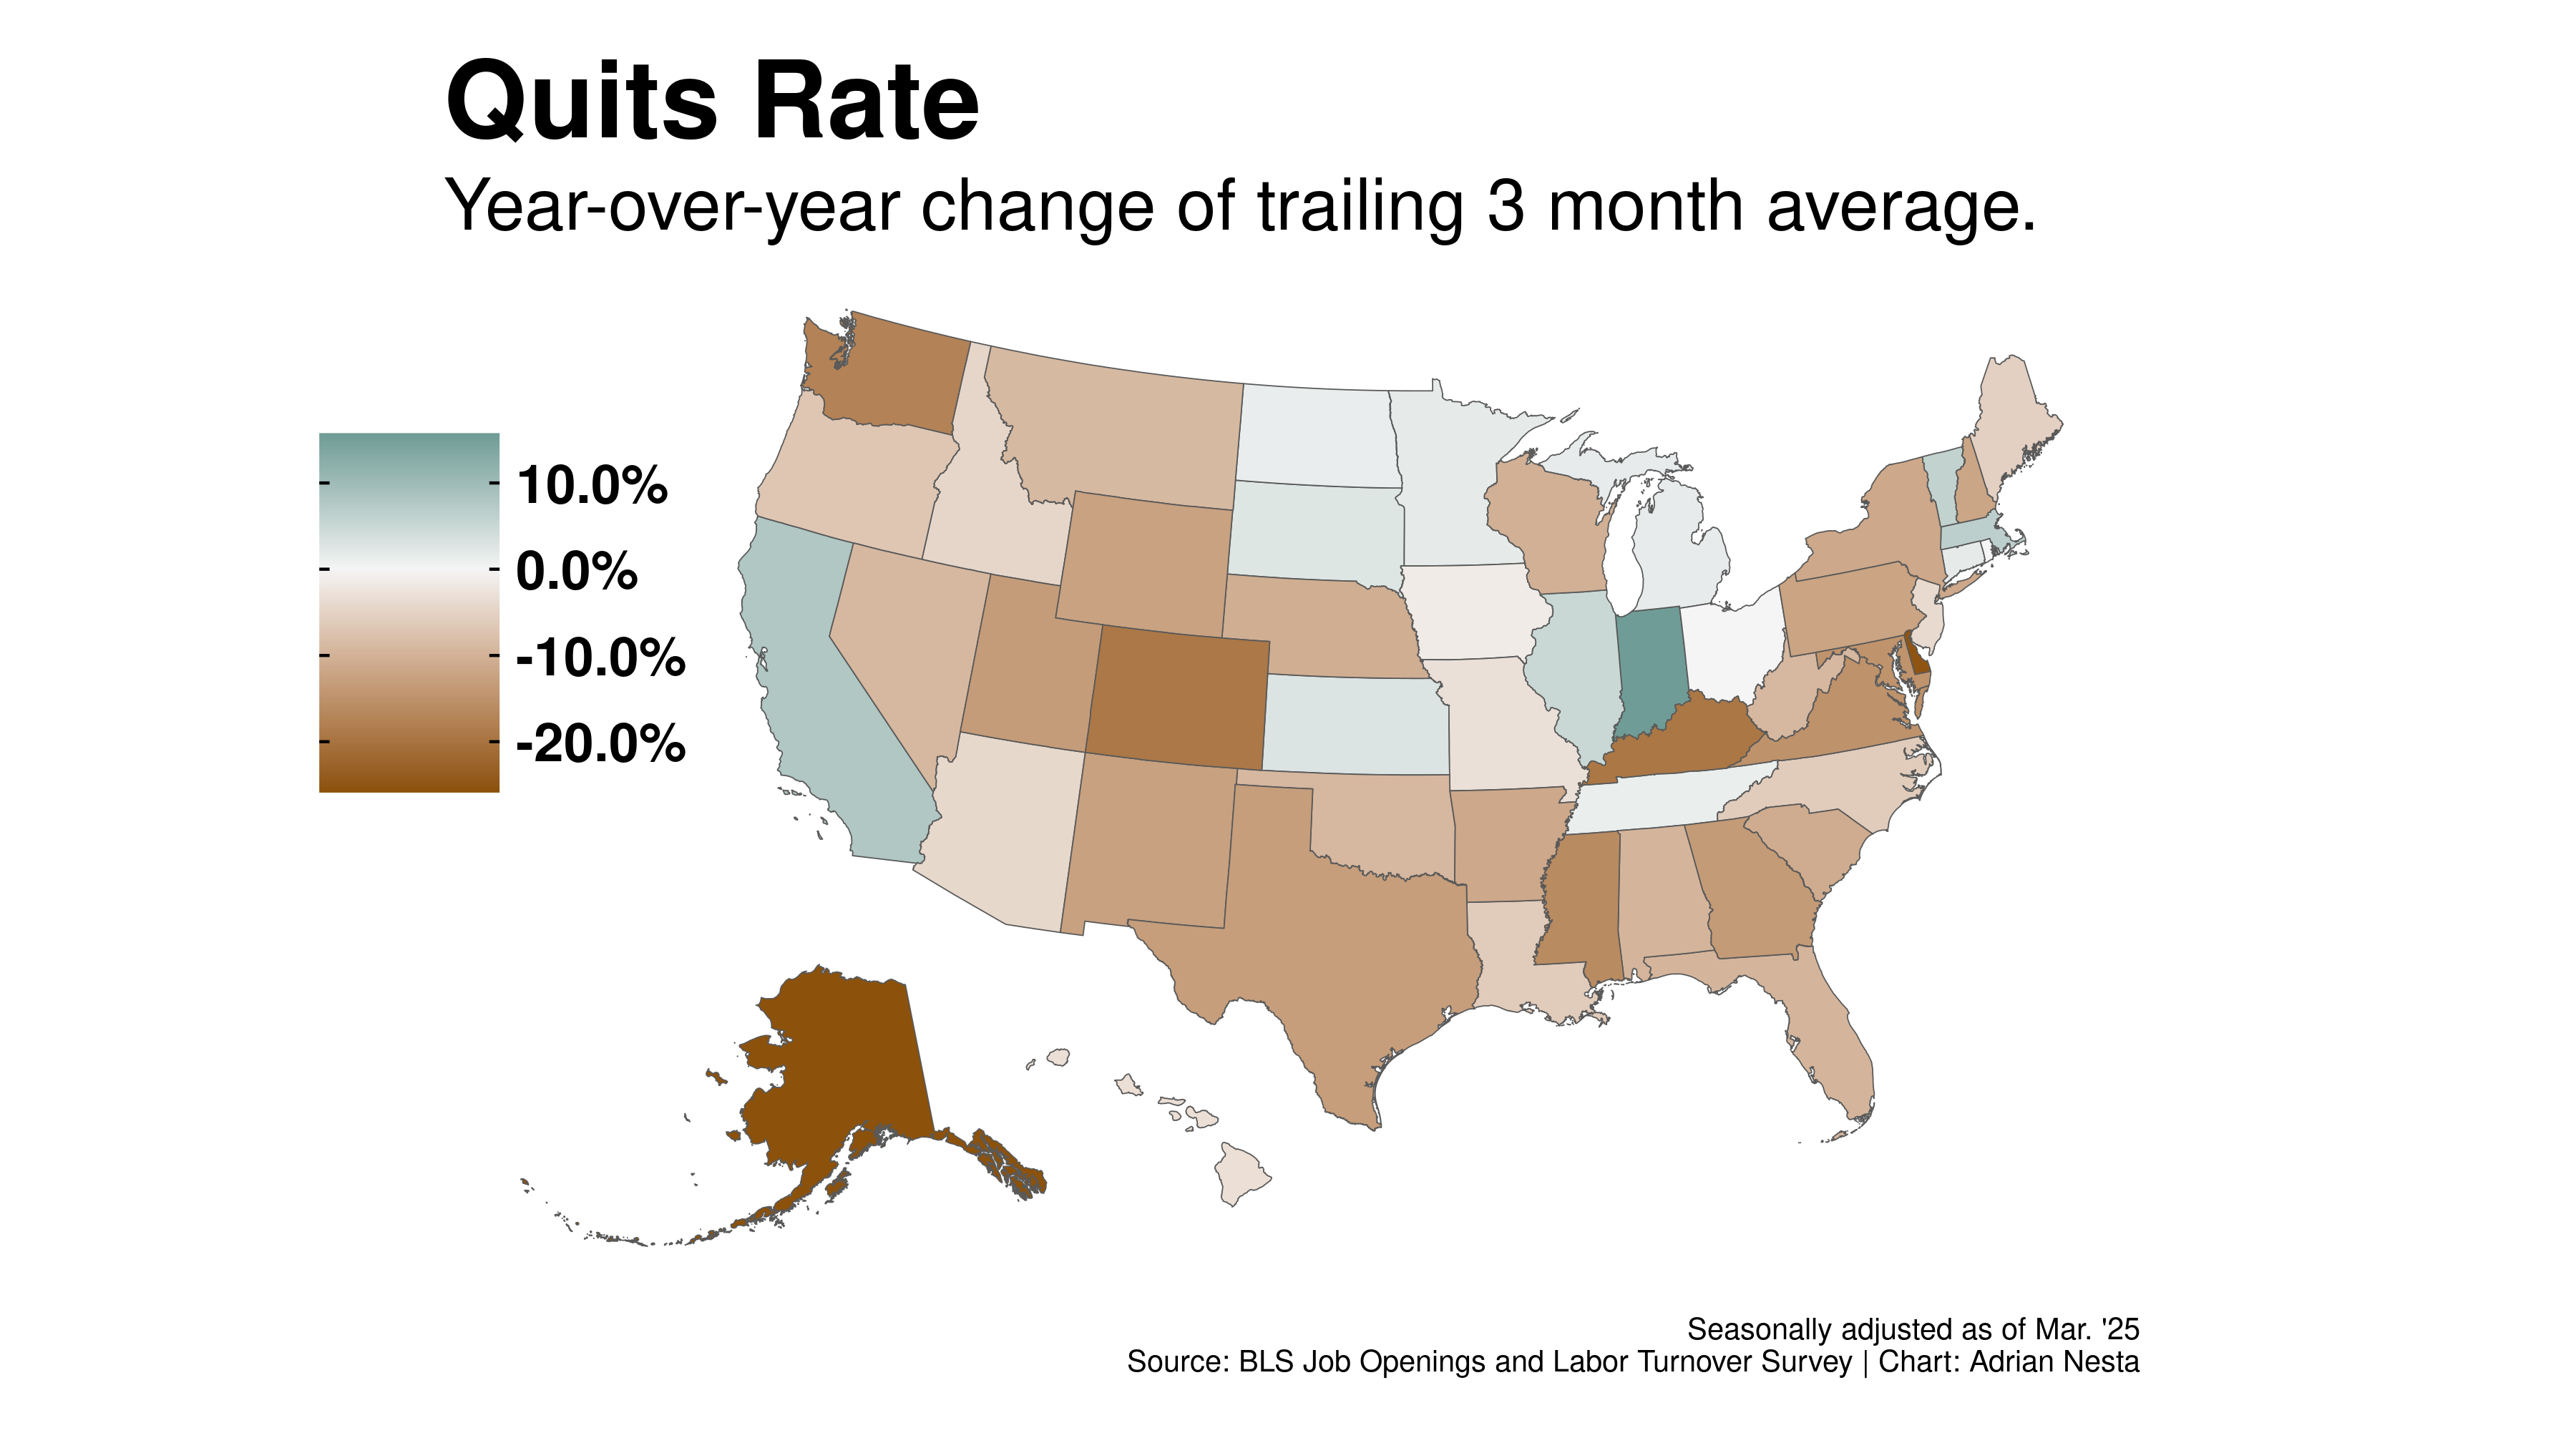 Quits Rate
Year-over-year change of trailing 3 month average.
10.0%
0.0%
-10.0%
-20.0%
Seasonally adjusted as of Mar. '25
Source: BLS Job Openings and Labor Turnover Survey | Chart: Adrian Nesta